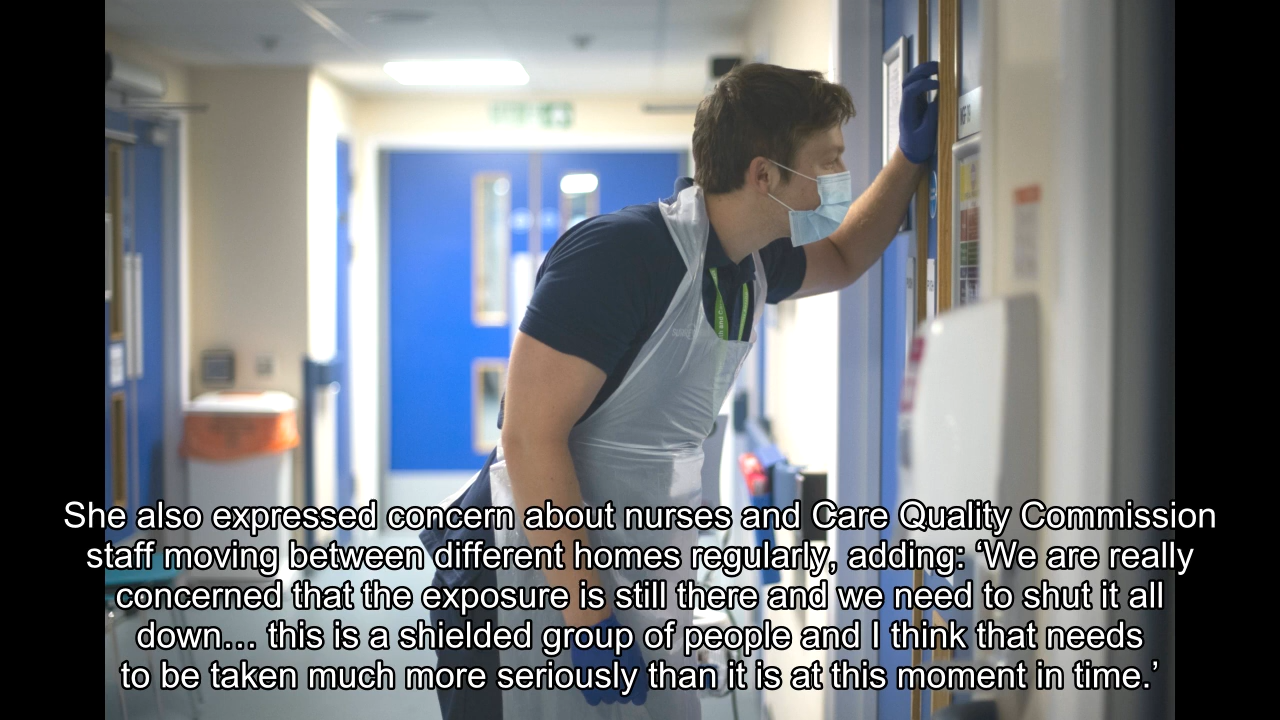 She also expressed concern about nurses and Care Quality Commission
staff moving between different homes regularly, adding: ‘We are really
concerned that the exposure is still there and we need to shut it all
down… this is a shielded group of people and I think that needs
to be taken much more seriously than it is at this moment in time.’